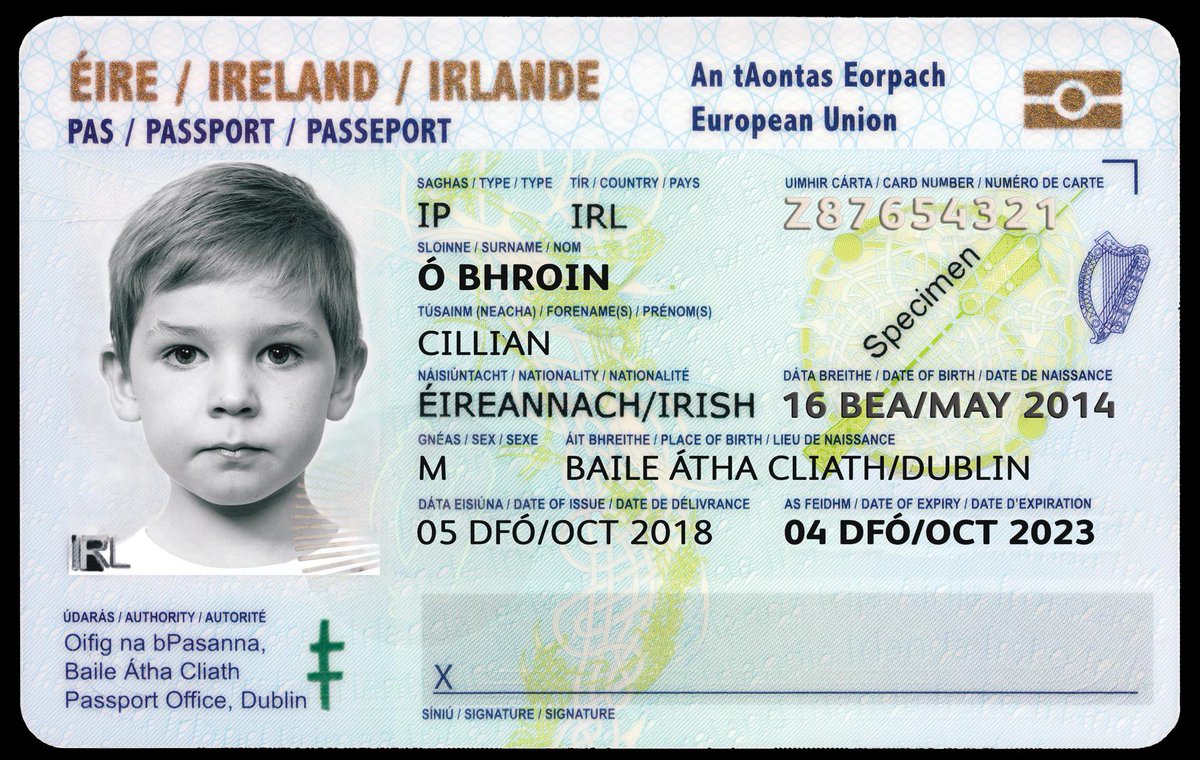 ÉIRE / IRELAND / IRLANDE
PAS / PASSPORT / PASSEPORT
An tAontas Eorpach
European Union
SAGHAS / TYPE / TYPE TÍR / COUNTRY / PAYS UIMHIR CÁRTA / CARD NUMBER / NUMÉRO DE CARTE
IP IRL Z87654321
SLOINNE / SURNAME / NOM
Ó BHROIN
Specimen
TÚSAINM (NEACHA) / FORENAME(S) / PRÉNOM(S)
CILLIAN
NÁISIÚNTACHT / NATIONALITY / NATIONALITÉ DÁTA BREITHE / DATE OF BIRTH / DATE DE NAISSANCE
ÉIREANNACH/IRISH 16 BEA/MAY 2014
GNÉAS / SEX / SEXE ÁIT BHREITHE / PLACE OF BIRTH / LIEU DE NAISSANCE
M BAILE ÁTHA CLIATH/DUBLIN
DÁTA EISIÚNA / DATE OF ISSUE / DATE DE DÉLIVRANCE AS FEIDHM / DATE OF EXPIRY / DATE D'EXPIRATION
05 DFÓ/OCT 2018 04 DFÓ/OCT 2023
IRL
ÚDARÁS / AUTHORITY / AUTORITÉ
Oifig na bPasanna,
Baile Átha Cliath
Passport Office, Dublin
X
SÍNIÚ / SIGNATURE / SIGNATURE